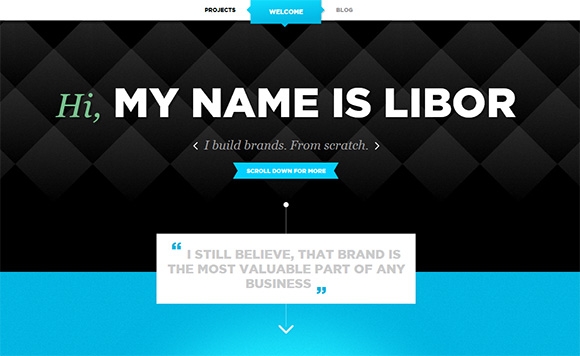 PROJECTS WELCOME BLOG
Hi, MY NAME IS LIBOR
I build brands. From scratch.
SCROLL DOWN FOR MORE
“ I STILL BELIEVE, THAT BRAND IS
THE MOST VALUABLE PART OF ANY
BUSINESS ”